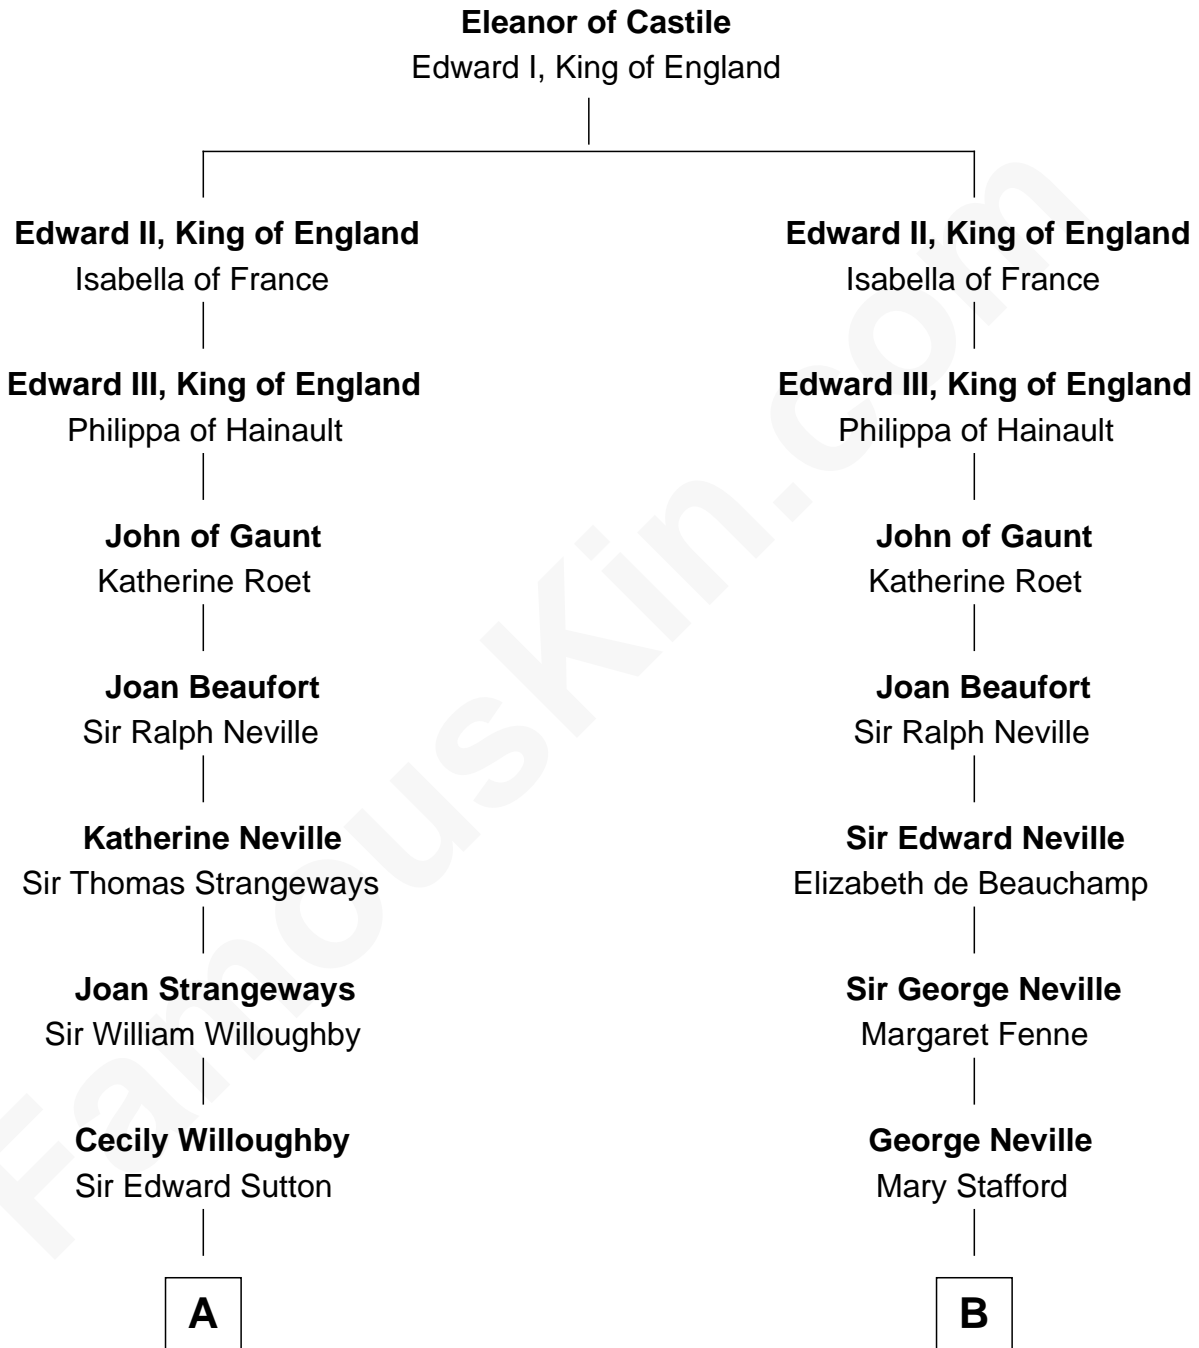 Eleanor of Castile
Edward I, King of England
Edward II, King of England
Isabella of France
Edward III, King of England
Philippa of Hainault
John of Gaunt
Katherine Roet
Joan Beaufort
Sir Ralph Neville
Katherine Neville
Sir Thomas Strangeways
Joan Strangeways
Sir William Willoughby
Cecily Willoughby
Sir Edward Sutton
A
Edward II, King of England
Isabella of France
Edward III, King of England
Philippa of Hainault
John of Gaunt
Katherine Roet
Joan Beaufort
Sir Ralph Neville
Sir Edward Neville
Elizabeth de Beauchamp
Sir George Neville
Margaret Fenne
George Neville
Mary Stafford
B
FamousKin.com